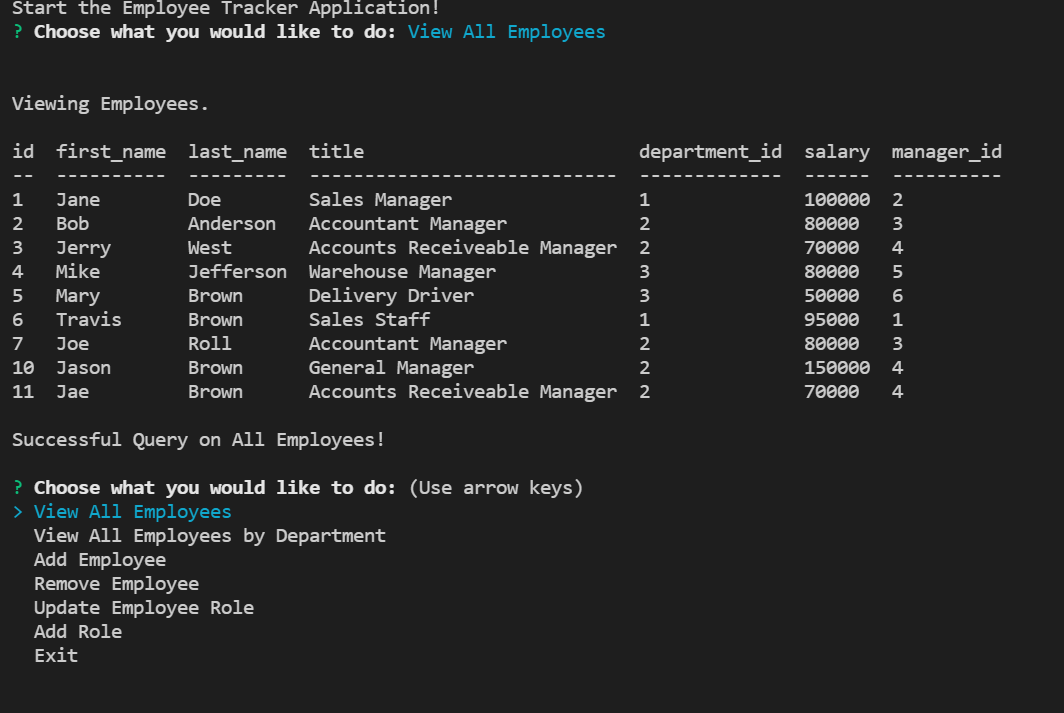 Start the Employee Tracker Application!
? Choose what you would like to do: View All Employees
Viewing Employees.
id  first_name  last_name  title                         department_id  salary  manager_id
--  ----------  ---------  ----------------------------  -------------  ------  ----------
1   Jane        Doe        Sales Manager                 1              100000  2
2   Bob         Anderson   Accountant Manager            2              80000   3
3   Jerry       West       Accounts Receiveable Manager  2              70000   4
4   Mike        Jefferson  Warehouse Manager             3              80000   5
5   Mary        Brown      Delivery Driver               3              50000   6
6   Travis      Brown      Sales Staff                   1              95000   1
7   Joe         Roll       Accountant Manager            2              80000   3
10  Jason       Brown      General Manager               2              150000  4
11  Jae         Brown      Accounts Receiveable Manager  2              70000   4
Successful Query on All Employees!
? Choose what you would like to do: (Use arrow keys)
> View All Employees
  View All Employees by Department
  Add Employee
  Remove Employee
  Update Employee Role
  Add Role
  Exit